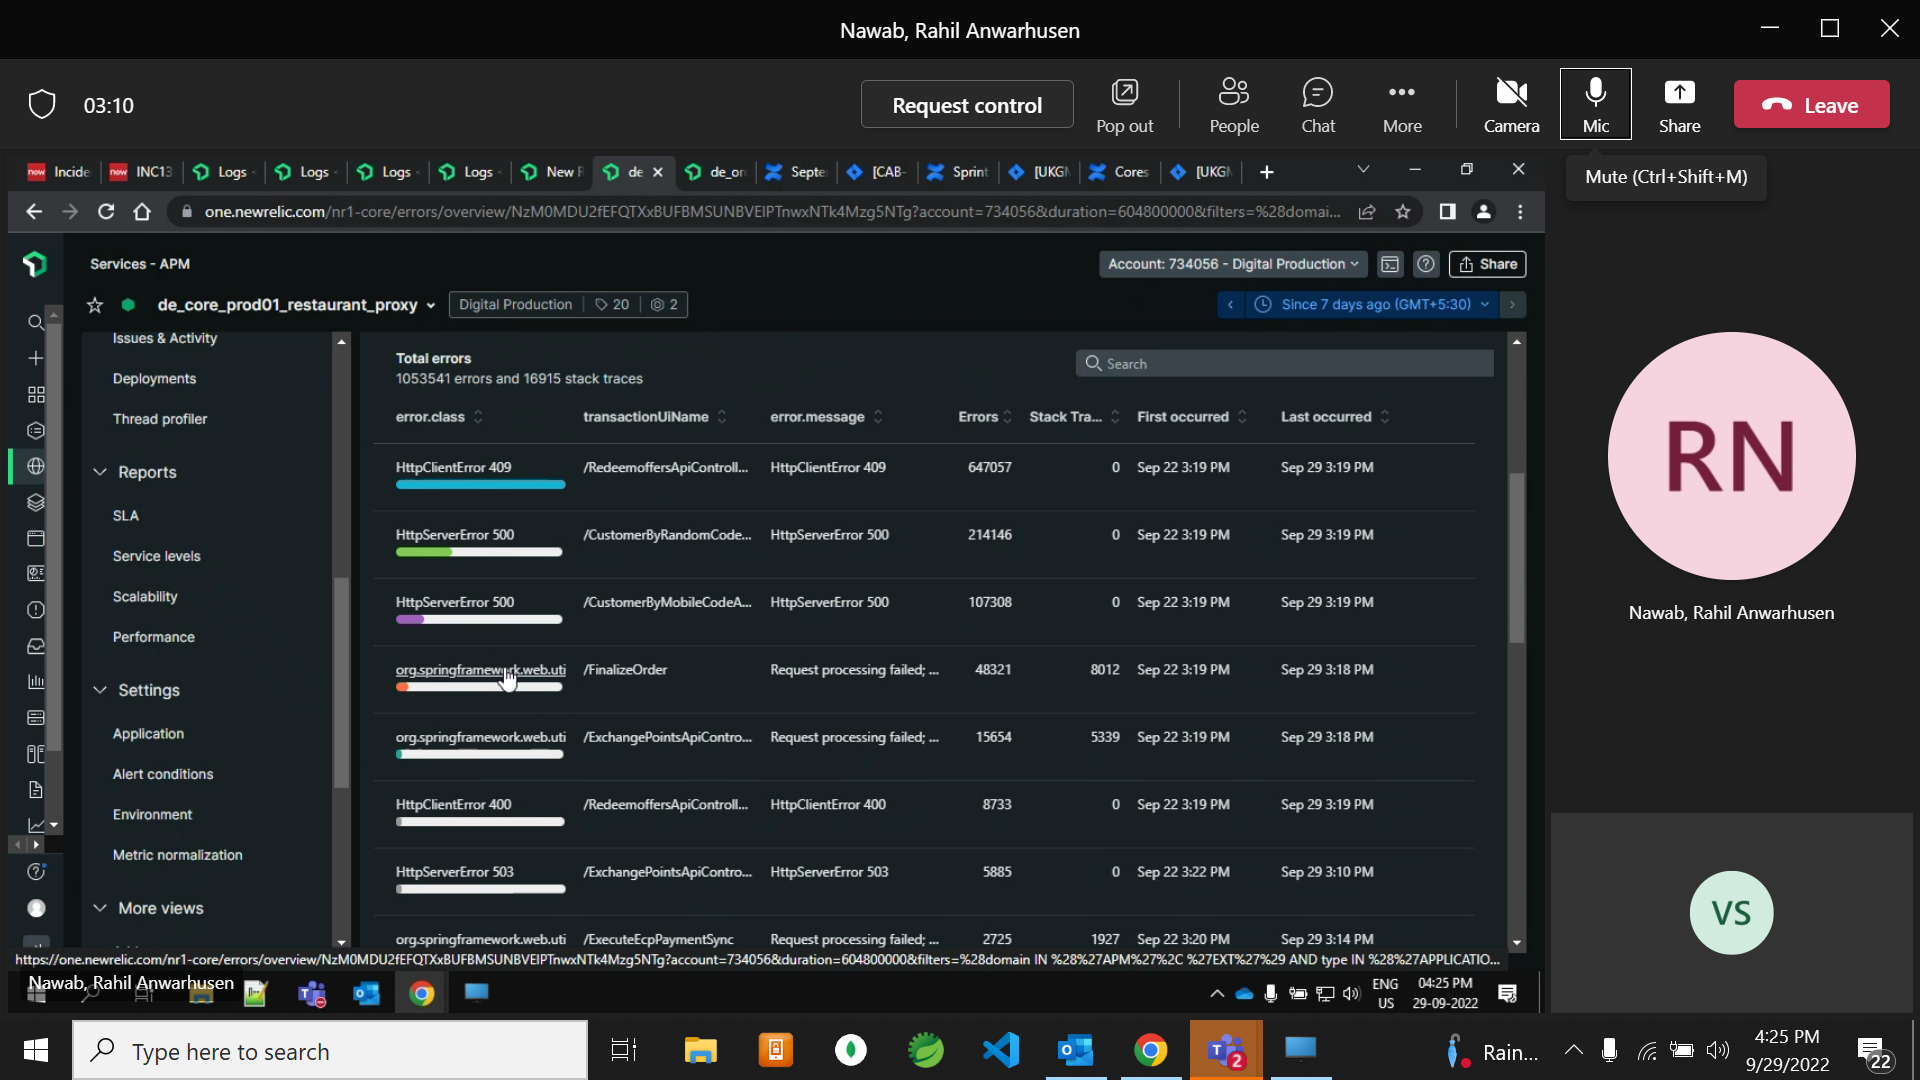 Nawab, Rahil Anwarhusen
03:10
Request control
Pop out
People
Chat
More
Camera
Mic
Share
Leave
Mute (Ctrl+Shift+M)
now Incide
now INC13
Logs
Logs
Logs
Logs
New R
de
de_or
Septe
[CAB-
Sprint
[UKGM
Cores
[UKGM
one.newrelic.com/nr1-core/errors/overview/NzM0MDU2fEFQTXxBUFBMSUNBVElPTnwxNTk4Mzg5NTg?account=734056&duration=604800000&filters=%28domai...
Services - APM
Account: 734056 - Digital Production
Share
de_core_prod01_restaurant_proxy
Digital Production
20
2
Since 7 days ago (GMT+5:30)
Issues & Activity
Deployments
Thread profiler
Reports
SLA
Service levels
Scalability
Performance
Settings
Application
Alert conditions
Environment
Metric normalization
More views
Total errors
1053541 errors and 16915 stack traces
Search
error.class transactionUiName error.message Errors Stack Tra... First occurred Last occurred
HttpClientError 409 /RedeemoffersApiControll... HttpClientError 409 647057 0 Sep 22 3:19 PM Sep 29 3:19 PM
HttpServerError 500 /CustomerByRandomCode... HttpServerError 500 214146 0 Sep 22 3:19 PM Sep 29 3:19 PM
HttpServerError 500 /CustomerByMobileCodeA... HttpServerError 500 107308 0 Sep 22 3:19 PM Sep 29 3:19 PM
org.springframework.web.uti /FinalizeOrder Request processing failed; ... 48321 8012 Sep 22 3:19 PM Sep 29 3:18 PM
org.springframework.web.uti /ExchangePointsApiContro... Request processing failed; ... 15654 5339 Sep 22 3:19 PM Sep 29 3:18 PM
HttpClientError 400 /RedeemoffersApiControll... HttpClientError 400 8733 0 Sep 22 3:19 PM Sep 29 3:19 PM
HttpServerError 503 /ExchangePointsApiContro... HttpServerError 503 5885 0 Sep 22 3:22 PM Sep 29 3:10 PM
org.springframework.web.uti /ExecuteEcpPaymentSync Request processing failed; ... 2725 1927 Sep 22 3:20 PM Sep 29 3:14 PM
https://one.newrelic.com/nr1-core/errors/overview/NzM0MDU2fEFQTXxBUFBMSUNBVElPTnwxNTk4Mzg5NTg?account=734056&duration=604800000&filters=%28domain IN %28%27APM%27%2C %27EXT%27%29 AND type IN %28%27APPLICATIO...
Nawab, Rahil Anwarhusen
ENG
US
04:25 PM
29-09-2022
RN
Nawab, Rahil Anwarhusen
VS
Type here to search
2
Rain...
4:25 PM
9/29/2022
22